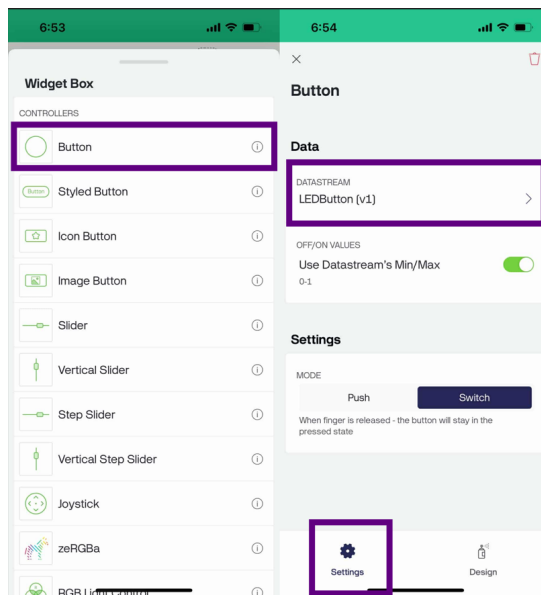 6:53
Widget Box
CONTROLLERS
Button
Button
Styled Button
Icon Button
Image Button
Slider
Vertical Slider
Step Slider
Vertical Step Slider
Joystick
zeRGBa
RGB Light Control
6:54
Button
Data
DATASTREAM
LEDButton (v1)
OFF/ON VALUES
Use Datastream's Min/Max
0-1
Settings
MODE
Push Switch
When finger is released - the button will stay in the
pressed state
Settings Design